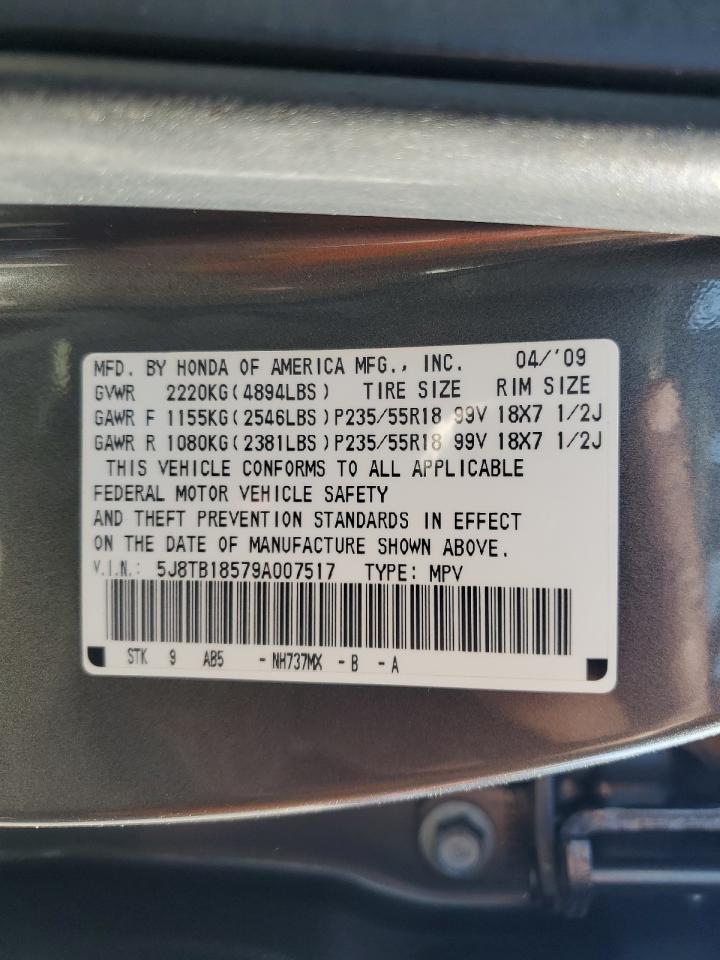 MFD. BY HONDA OF AMERICA MFG., INC. 04/'09
GVWR 2220KG(4894LBS) TIRE SIZE RIM SIZE
GAWR F 1155KG(2546LBS)P235/55R18 99V 18X7 1/2J
GAWR R 1080KG(2381LBS)P235/55R18 99V 18X7 1/2J
THIS VEHICLE CONFORMS TO ALL APPLICABLE
FEDERAL MOTOR VEHICLE SAFETY
AND THEFT PREVENTION STANDARDS IN EFFECT
ON THE DATE OF MANUFACTURE SHOWN ABOVE.
V.I.N.: 5J8TB18579A007517 TYPE: MPV
STK 9 AB5 -NH737MX -B -A